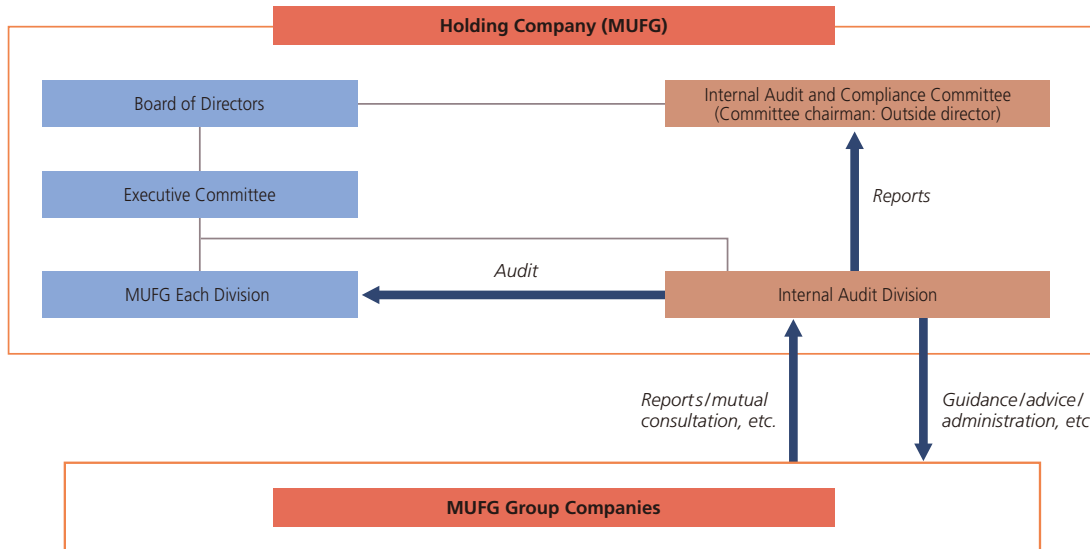 Holding Company (MUFG)
Board of Directors
Internal Audit and Compliance Committee
(Committee chairman: Outside director)
Executive Committee
Reports
Audit
MUFG Each Division
Internal Audit Division
Reports/mutual
consultation, etc.
Guidance/advice/
administration, etc
MUFG Group Companies